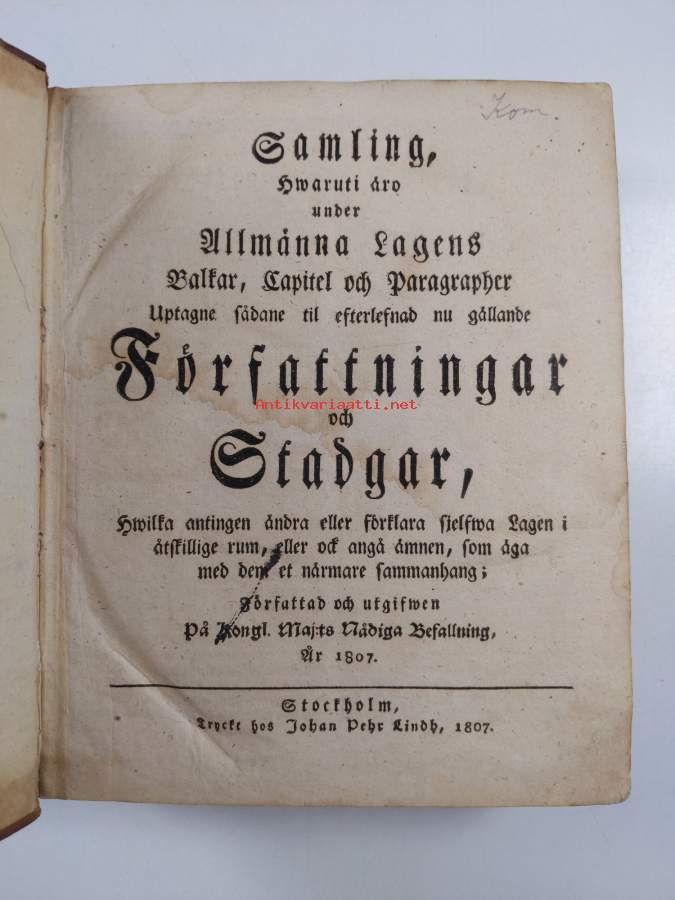 Kom.
Samling,
Hwaruti äro
under
Allmänna Lagens
Balkar, Capitel och Paragrapher
Uptagne sådane til efterlefnad nu gällande
Författningar
Antikvariaatti.net
och
Stadgar,
Hwilka antingen ändra eller förklara sielfwa Lagen i
åtskillige rum, eller ock angå ämnen, som äga
med dem et närmare sammanhang;
Författad och utgifwen
På Kongl. Maj:ts Nådiga Befallning,
År 1807.
Stockholm,
Tryckt hos Johan Pehr Lindh, 1807.